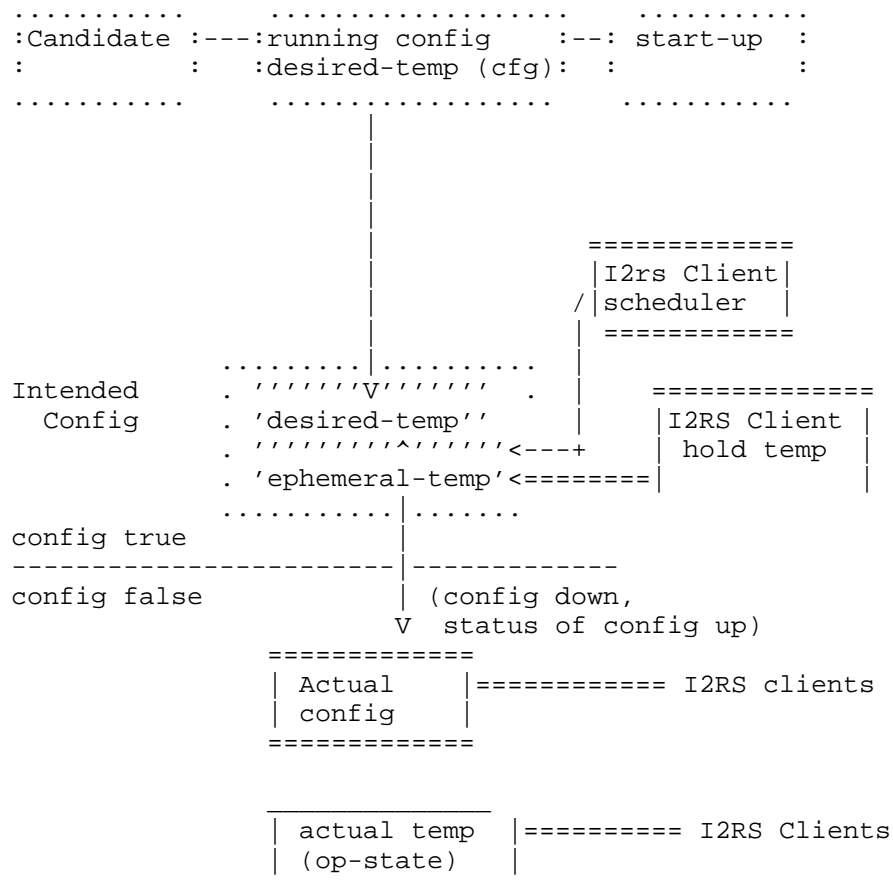 :Candidate :---:running config :--: start-up :
: : :desired-temp (cfg): : :
I2rs Client
scheduler
Intended
Config
'desired-temp''
I2RS Client
hold temp
'ephemeral-temp'<========
config true
config false
(config down,
status of config up)
Actual
config
============ I2RS clients
actual temp
(op-state)
========== I2RS Clients